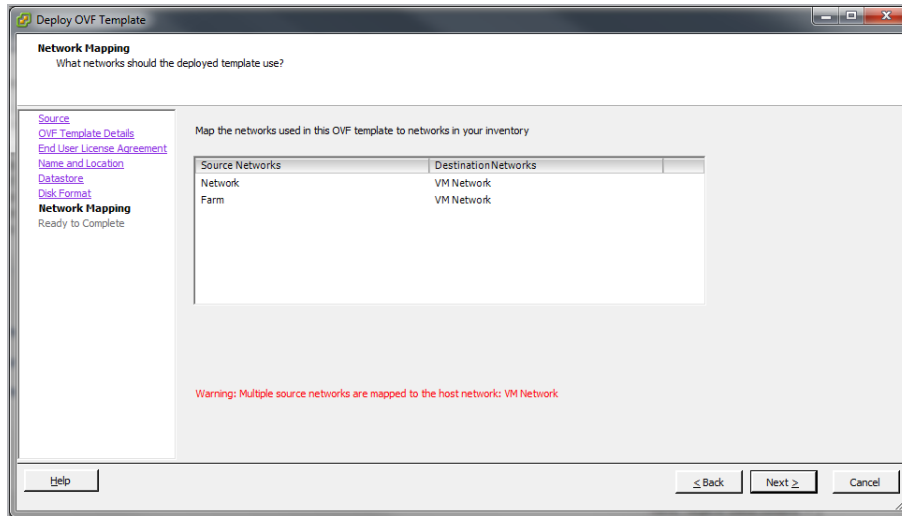 Deploy OVF Template
Network Mapping
What networks should the deployed template use?
Source
OVF Template Details
End User License Agreement
Name and Location
Datastore
Disk Format
Network Mapping
Ready to Complete
Map the networks used in this OVF template to networks in your inventory
Source Networks Destination Networks
Network VM Network
Farm VM Network
Warning: Multiple source networks are mapped to the host network: VM Network
Help
< Back Next > Cancel